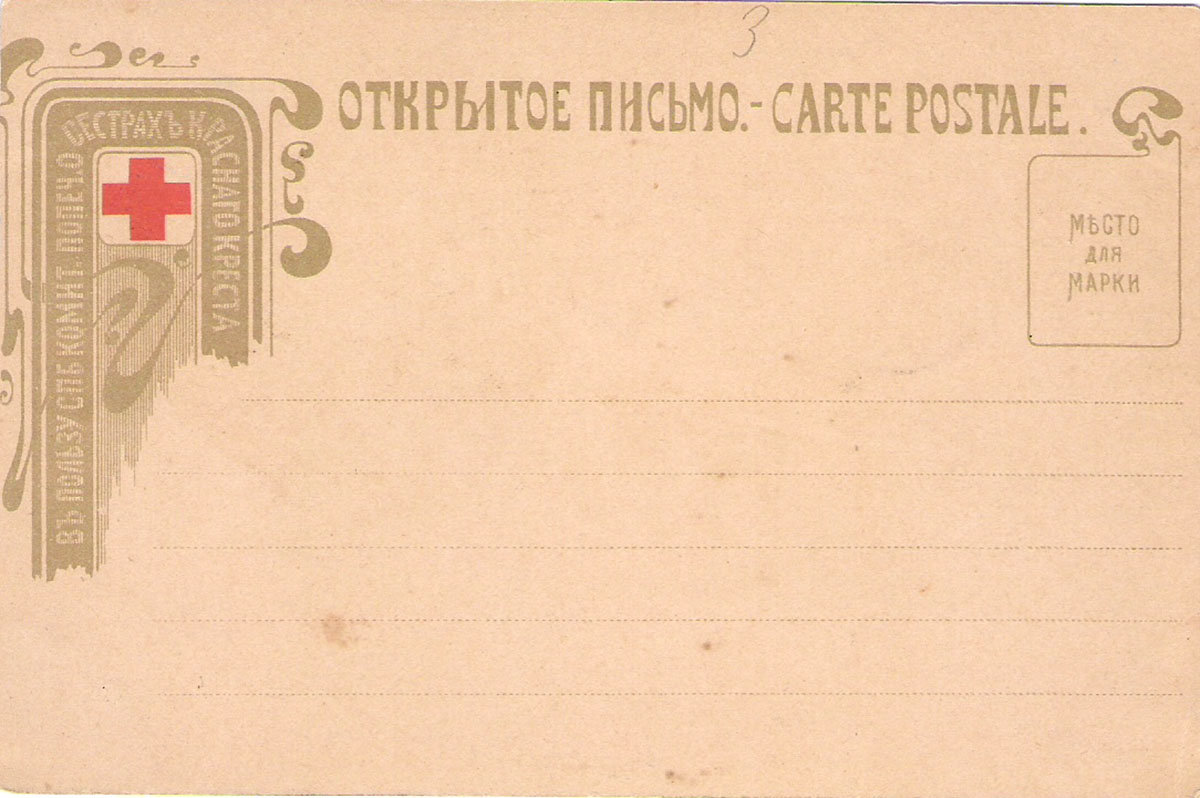 3
ОТКРЫТОЕ ПИСЬМО.-CARTE POSTALE.
ВЪ ПОЛЬЗУ СПБ КОМИТ. ПОПЕЧ.О СЕСТРАХЪ КРАСНАГО КРЕСТА
МѢСТО
ДЛЯ
МАРКИ